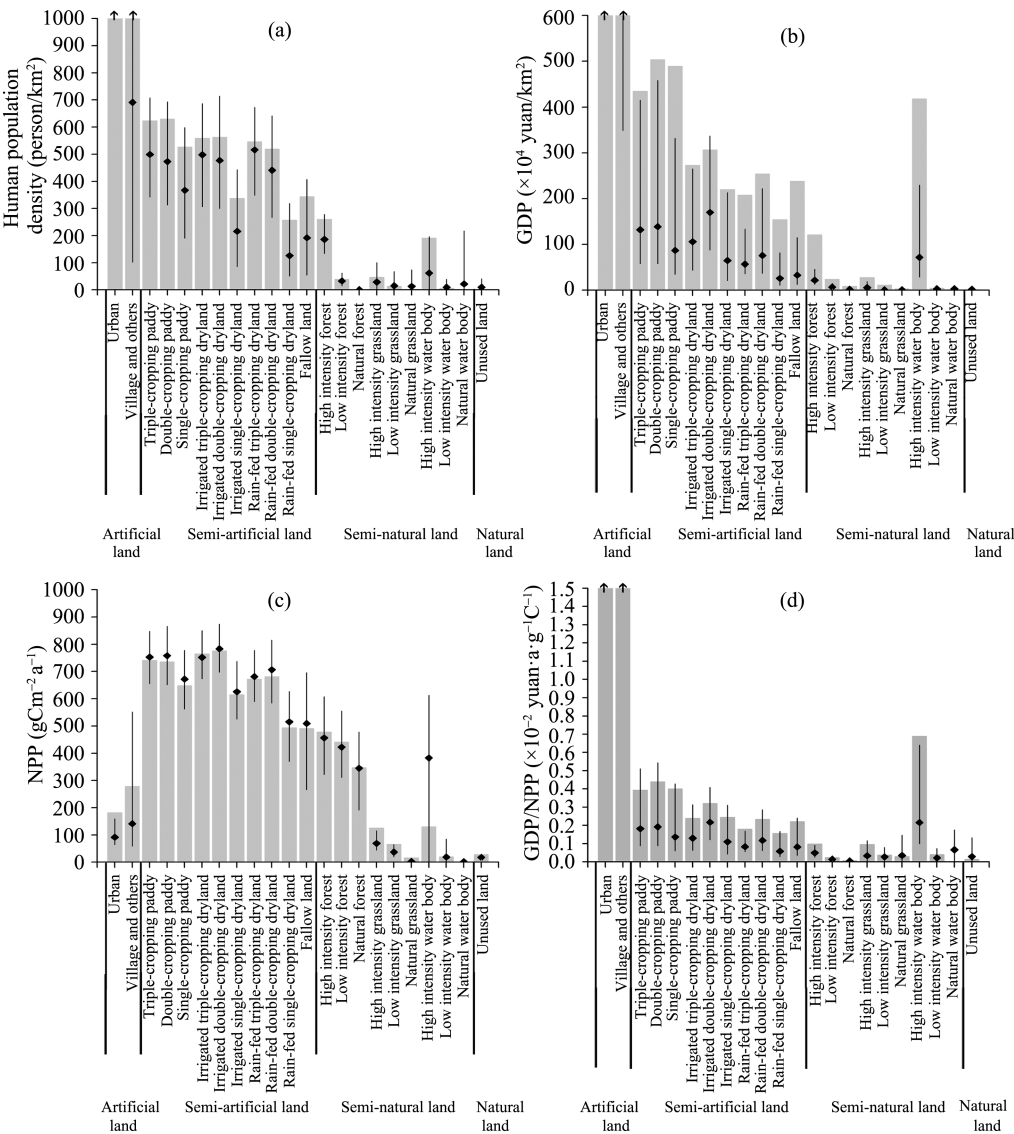 (a)
Human population
density (person/km²)
1000
900
800
700
600
500
400
300
200
100
0
Urban
Village and others
Triple-cropping paddy
Double-cropping paddy
Single-cropping paddy
Irrigated triple-cropping dryland
Irrigated double-cropping dryland
Irrigated single-cropping dryland
Rain-fed triple-cropping dryland
Rain-fed double-cropping dryland
Rain-fed single-cropping dryland
Fallow land
High intensity forest
Low intensity forest
Natural forest
High intensity grassland
Low intensity grassland
Natural grassland
High intensity water body
Low intensity water body
Natural water body
Unused land
Artificial
land
Semi-artificial land
Semi-natural land
Natural
land
(b)
GDP (×10⁴ yuan/km²)
600
500
400
300
200
100
0
Urban
Village and others
Triple-cropping paddy
Double-cropping paddy
Single-cropping paddy
Irrigated triple-cropping dryland
Irrigated double-cropping dryland
Irrigated single-cropping dryland
Rain-fed triple-cropping dryland
Rain-fed double-cropping dryland
Rain-fed single-cropping dryland
Fallow land
High intensity forest
Low intensity forest
Natural forest
High intensity grassland
Low intensity grassland
Natural grassland
High intensity water body
Low intensity water body
Natural water body
Unused land
Artificial
land
Semi-artificial land
Semi-natural land
Natural
land
(c)
NPP (gCm⁻² a⁻¹)
1000
900
800
700
600
500
400
300
200
100
0
Urban
Village and others
Triple-cropping paddy
Double-cropping paddy
Single-cropping paddy
Irrigated triple-cropping dryland
Irrigated double-cropping dryland
Irrigated single-cropping dryland
Rain-fed triple-cropping dryland
Rain-fed double-cropping dryland
Rain-fed single-cropping dryland
Fallow land
High intensity forest
Low intensity forest
Natural forest
High intensity grassland
Low intensity grassland
Natural grassland
High intensity water body
Low intensity water body
Natural water body
Unused land
Artificial
land
Semi-artificial land
Semi-natural land
Natural
land
(d)
GDP/NPP (×10⁻² yuan·a·g⁻¹C⁻¹)
1.5
1.4
1.3
1.2
1.1
1.0
0.9
0.8
0.7
0.6
0.5
0.4
0.3
0.2
0.1
0.0
Urban
Village and others
Triple-cropping paddy
Double-cropping paddy
Single-cropping paddy
Irrigated triple-cropping dryland
Irrigated double-cropping dryland
Irrigated single-cropping dryland
Rain-fed triple-cropping dryland
Rain-fed double-cropping dryland
Rain-fed single-cropping dryland
Fallow land
High intensity forest
Low intensity forest
Natural forest
High intensity grassland
Low intensity grassland
Natural grassland
High intensity water body
Low intensity water body
Natural water body
Unused land
Artificial
land
Semi-artificial land
Semi-natural land
Natural
land